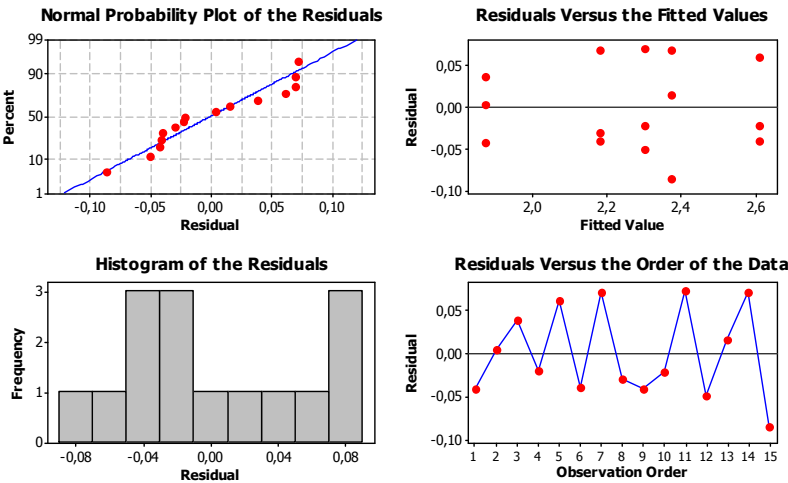 Normal Probability Plot of the Residuals
99
90
50
10
1
Percent
-0,10 -0,05 0,00 0,05 0,10
Residual
Residuals Versus the Fitted Values
0,05
0,00
-0,05
-0,10
Residual
2,0 2,2 2,4 2,6
Fitted Value
Histogram of the Residuals
3
2
1
0
Frequency
-0,08 -0,04 0,00 0,04 0,08
Residual
Residuals Versus the Order of the Data
0,05
0,00
-0,05
-0,10
Residual
1 2 3 4 5 6 7 8 9 10 11 12 13 14 15
Observation Order